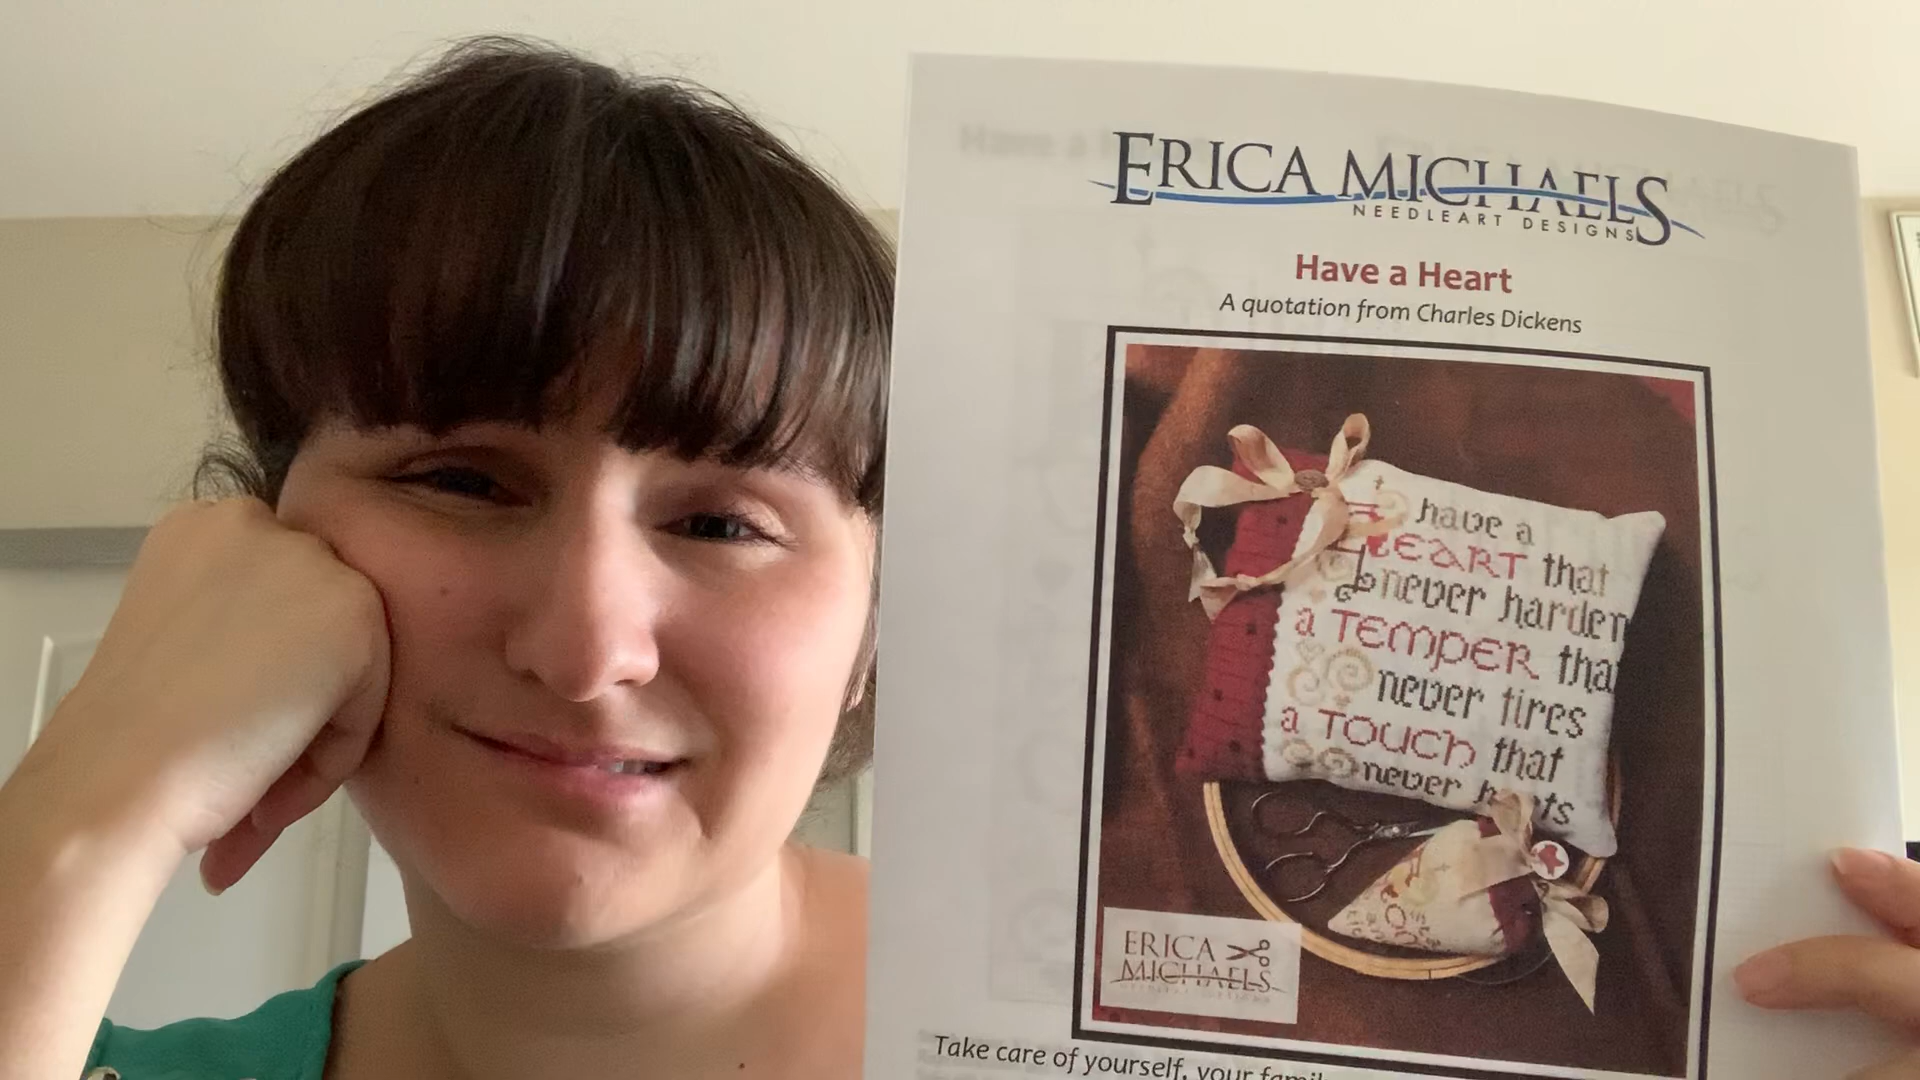 ERICA MICHAELS
NEEDLEART DESIGNS
Have a Heart
A quotation from Charles Dickens
have a
HEART that
never harden
a TEMPER tha
never tires
a TOUCH that
never
ERICA
MICHAELS
Take care of yourself, your